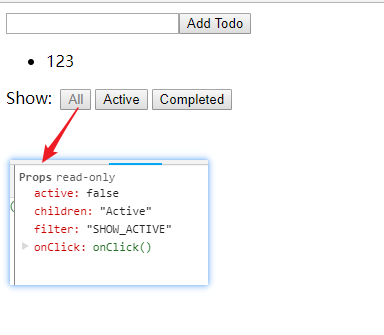 Add Todo
123
Show: All Active Completed
Props read-only
active: false
children: "Active"
filter: "SHOW_ACTIVE"
onClick: onClick()